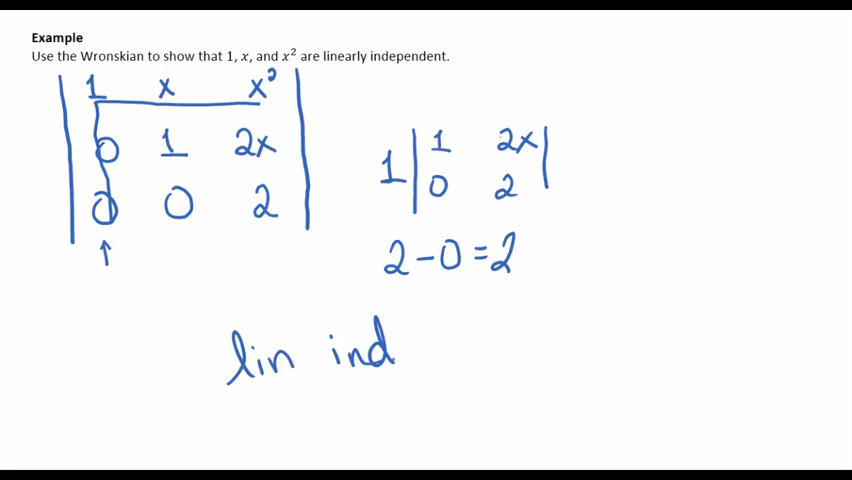 Example
Use the Wronskian to show that 1, x, and x² are linearly independent.
| 1 x x² |
| 0 1 2x |
| 0 0 2 |
↑
1 | 1 2x |
| 0 2 |
2 - 0 = 2
lin ind